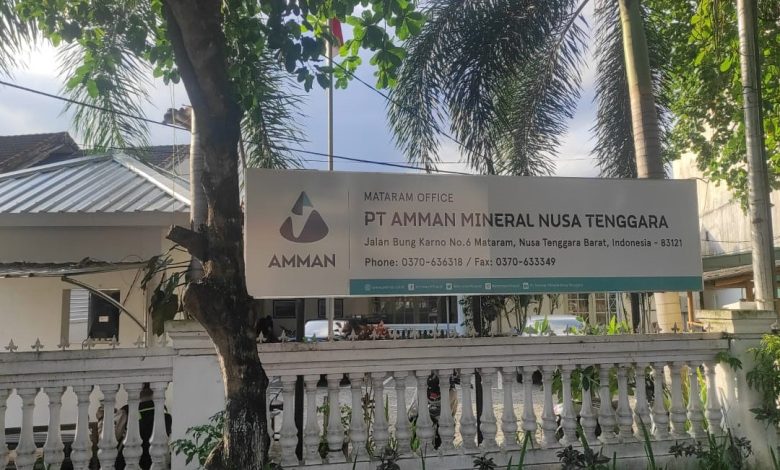 MATARAM OFFICE
PT AMMAN MINERAL NUSA TENGGARA
Jalan Bung Karno No.6 Mataram, Nusa Tenggara Barat, Indonesia - 83121
Phone: 0370-636318 / Fax: 0370-633349
AMMAN